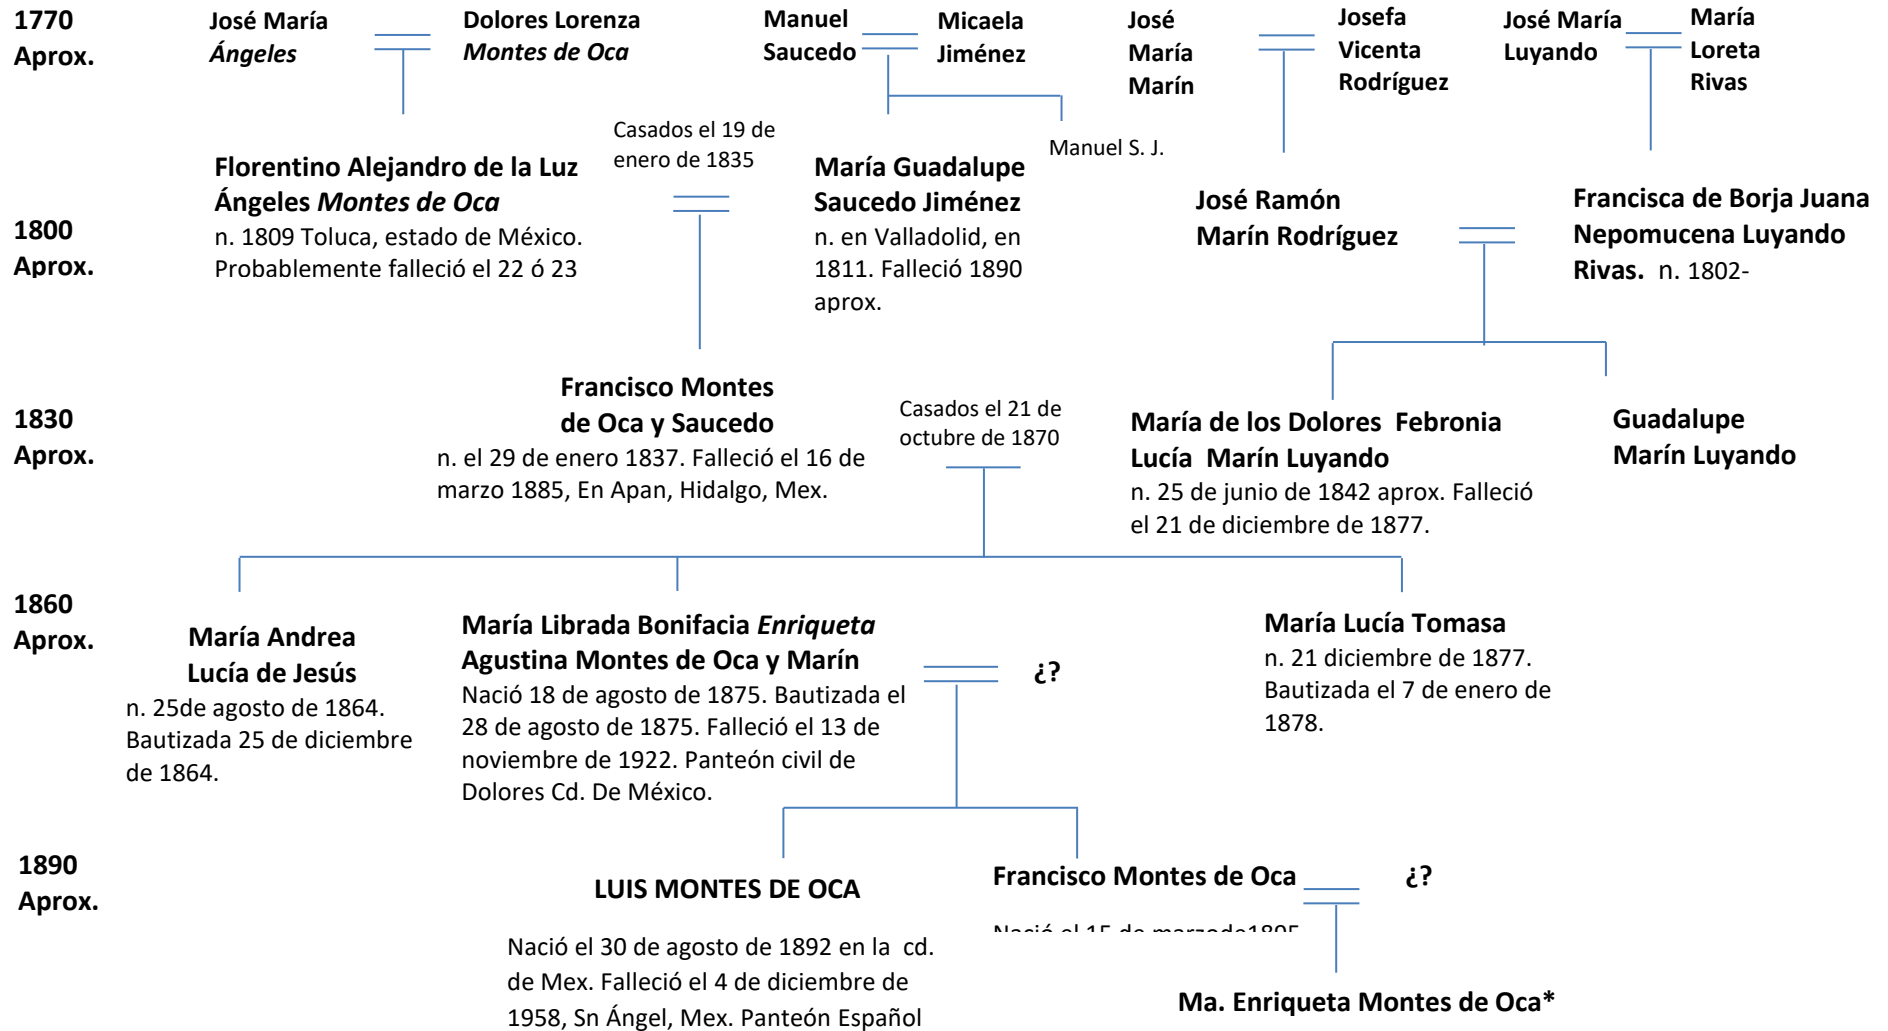 1770
Aprox.
José María
Ángeles
Dolores Lorenza
Montes de Oca
Manuel
Saucedo
Micaela
Jiménez
José
María
Marín
Josefa
Vicenta
Rodríguez
José María
Luyando
María
Loreta
Rivas
1800
Aprox.
Florentino Alejandro de la Luz
Ángeles Montes de Oca
n. 1809 Toluca, estado de México.
Probablemente falleció el 22 ó 23
Casados el 19 de
enero de 1835
María Guadalupe
Saucedo Jiménez
n. en Valladolid, en
1811. Falleció 1890
aprox.
Manuel S. J.
José Ramón
Marín Rodríguez
Francisca de Borja Juana
Nepomucena Luyando
Rivas. n. 1802-
1830
Aprox.
Francisco Montes
de Oca y Saucedo
n. el 29 de enero 1837. Falleció el 16 de
marzo 1885, En Apan, Hidalgo, Mex.
Casados el 21 de
octubre de 1870
María de los Dolores Febronia
Lucía Marín Luyando
n. 25 de junio de 1842 aprox. Falleció
el 21 de diciembre de 1877.
Guadalupe
Marín Luyando
1860
Aprox.
María Andrea
Lucía de Jesús
n. 25de agosto de 1864.
Bautizada 25 de diciembre
de 1864.
María Librada Bonifacia Enriqueta
Agustina Montes de Oca y Marín
Nació 18 de agosto de 1875. Bautizada el
28 de agosto de 1875. Falleció el 13 de
noviembre de 1922. Panteón civil de
Dolores Cd. De México.
¿?
María Lucía Tomasa
n. 21 diciembre de 1877.
Bautizada el 7 de enero de
1878.
1890
Aprox.
LUIS MONTES DE OCA
Nació el 30 de agosto de 1892 en la cd.
de Mex. Falleció el 4 de diciembre de
1958, Sn Ángel, Mex. Panteón Español
Francisco Montes de Oca
Nació el 15 de marzode1895
¿?
Ma. Enriqueta Montes de Oca*